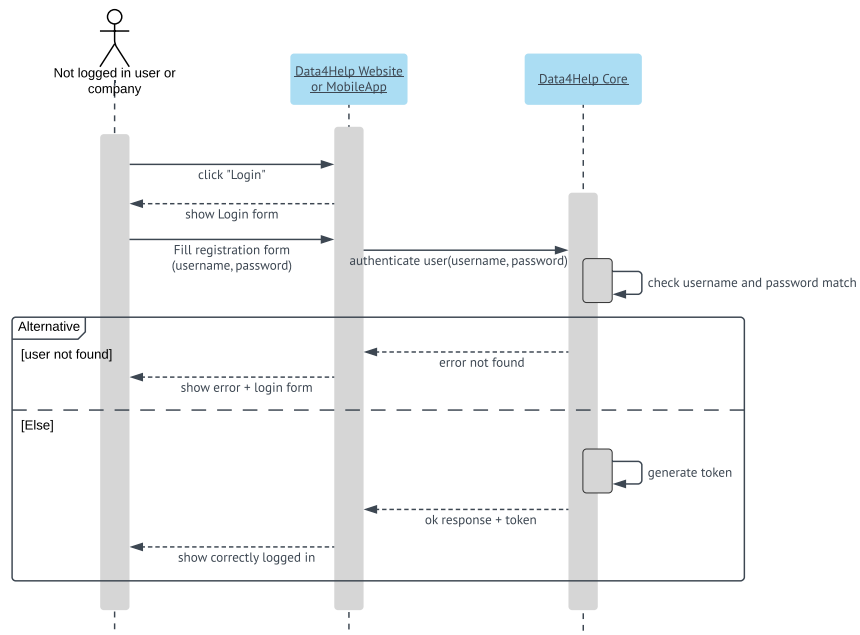 Not logged in user or
company
Data4Help Website
or MobileApp
Data4Help Core
click "Login"
show Login form
Fill registration form
(username, password)
authenticate user(username, password)
check username and password match
Alternative
[user not found]
error not found
show error + login form
[Else]
generate token
ok response + token
show correctly logged in